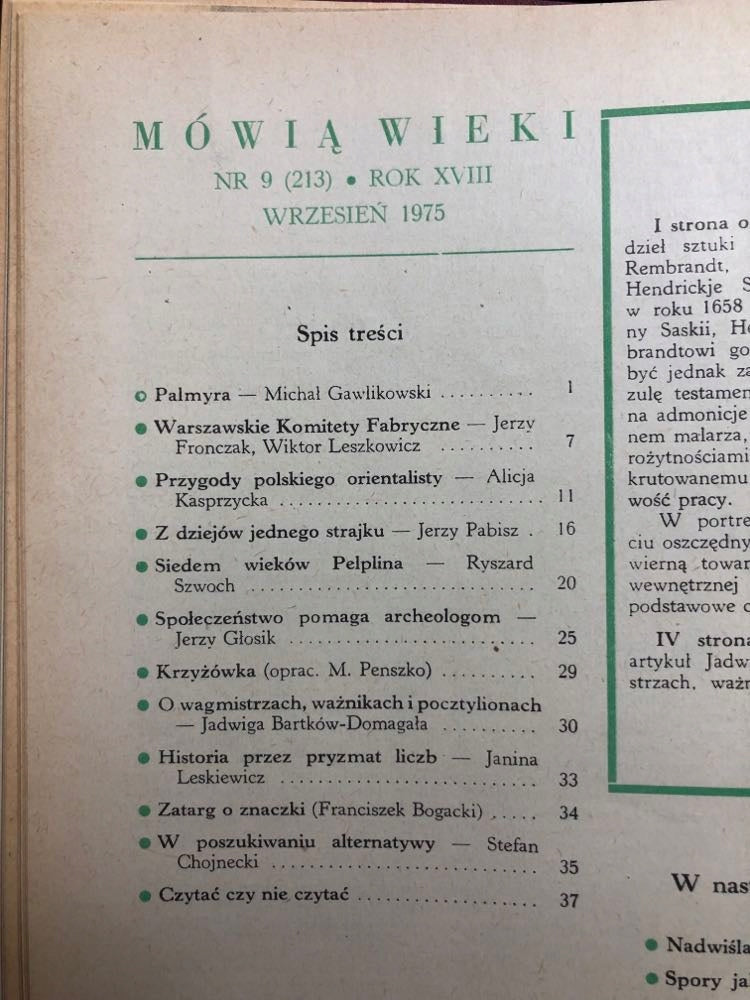 MÓWIĄ WIEKI
NR 9 (213) • ROK XVIII
WRZESIEŃ 1975
Spis treści
Palmyra — Michał Gawlikowski .......... 1
Warszawskie Komitety Fabryczne — Jerzy
Fronczak, Wiktor Leszkowicz .......... 7
Przygody polskiego orientalisty — Alicja
Kasprzycka .......................... 11
Z dziejów jednego strajku — Jerzy Pabisz . 16
Siedem wieków Pelplina — Ryszard
Szwoch ............................ 20
Społeczeństwo pomaga archeologom —
Jerzy Głosik ........................ 25
Krzyżówka (oprac. M. Penszko) .......... 29
O wagmistrzach, ważnikach i pocztylionach
— Jadwiga Bartków-Domagała .......... 30
Historia przez pryzmat liczb — Janina
Leskiewicz .......................... 33
Zatarg o znaczki (Franciszek Bogacki) ..... 34
W poszukiwaniu alternatywy — Stefan
Chojnecki .......................... 35
Czytać czy nie czytać .................. 37
I strona o
dzieł sztuki
Rembrandt,
Hendrickje S
w roku 1658
ny Saskii, He
brandtowi go
być jednak za
zulę testamen
na admonicje
nem malarza,
rożytnościami
krutowanemu
wość pracy.
W portre
ciu oszczędny
wierną towar
wewnętrznej
podstawowe c
IV strona
artykuł Jadwi
strzach, ważn
W nas
Nadwiśla
Spory ja